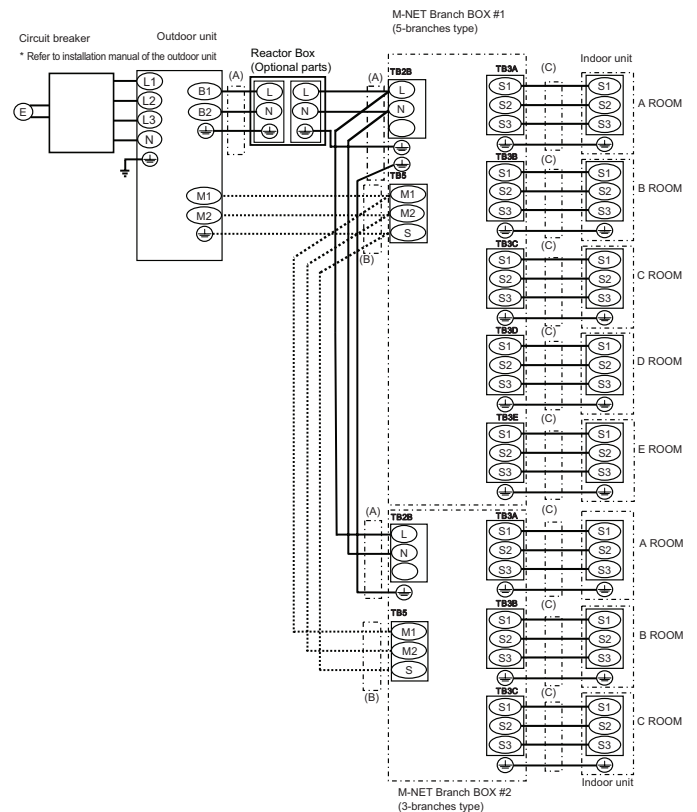 M-NET Branch BOX #1
(5-branches type)
Circuit breaker
Outdoor unit
* Refer to installation manual of the outdoor unit
Reactor Box
(Optional parts)
Indoor unit
E
L1
L2
L3
N
B1
B2
(A)
L
N
L
N
(A)
TB2B
L
N
M1
M2
TB5
M1
M2
S
(B)
TB3A
(C)
S1
S2
S3
S1
S2
S3
A ROOM
TB3B
(C)
S1
S2
S3
S1
S2
S3
B ROOM
TB3C
(C)
S1
S2
S3
S1
S2
S3
C ROOM
TB3D
(C)
S1
S2
S3
S1
S2
S3
D ROOM
TB3E
(C)
S1
S2
S3
S1
S2
S3
E ROOM
(A)
TB2B
L
N
TB5
M1
M2
S
(B)
TB3A
(C)
S1
S2
S3
S1
S2
S3
A ROOM
TB3B
(C)
S1
S2
S3
S1
S2
S3
B ROOM
TB3C
(C)
S1
S2
S3
S1
S2
S3
C ROOM
Indoor unit
M-NET Branch BOX #2
(3-branches type)